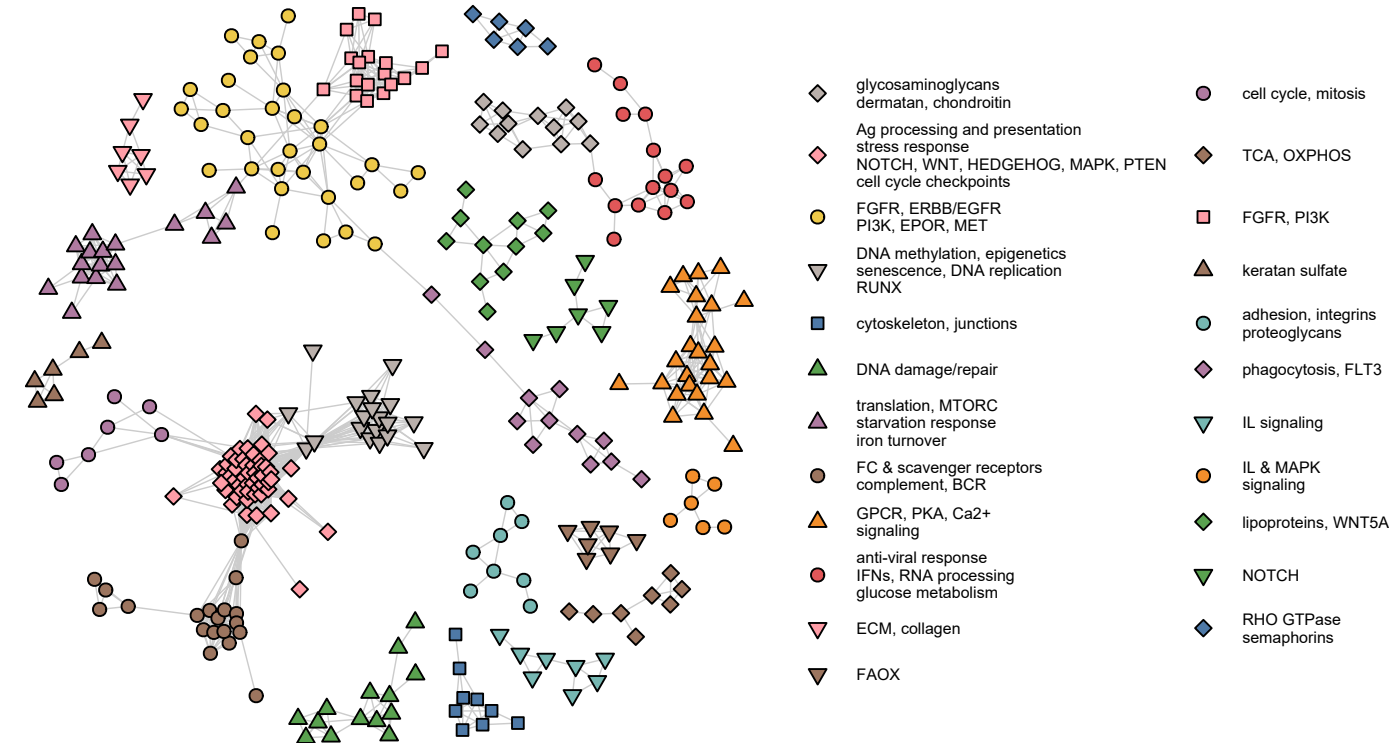 glycosaminoglycans
dermatan, chondroitin
Ag processing and presentation
stress response
NOTCH, WNT, HEDGEHOG, MAPK, PTEN
cell cycle checkpoints
FGFR, ERBB/EGFR
PI3K, EPOR, MET
DNA methylation, epigenetics
senescence, DNA replication
RUNX
cytoskeleton, junctions
DNA damage/repair
translation, MTORC
starvation response
iron turnover
FC & scavenger receptors
complement, BCR
GPCR, PKA, Ca2+
signaling
anti-viral response
IFNs, RNA processing
glucose metabolism
ECM, collagen
FAOX
cell cycle, mitosis
TCA, OXPHOS
FGFR, PI3K
keratan sulfate
adhesion, integrins
proteoglycans
phagocytosis, FLT3
IL signaling
IL & MAPK
signaling
lipoproteins, WNT5A
NOTCH
RHO GTPase
semaphorins